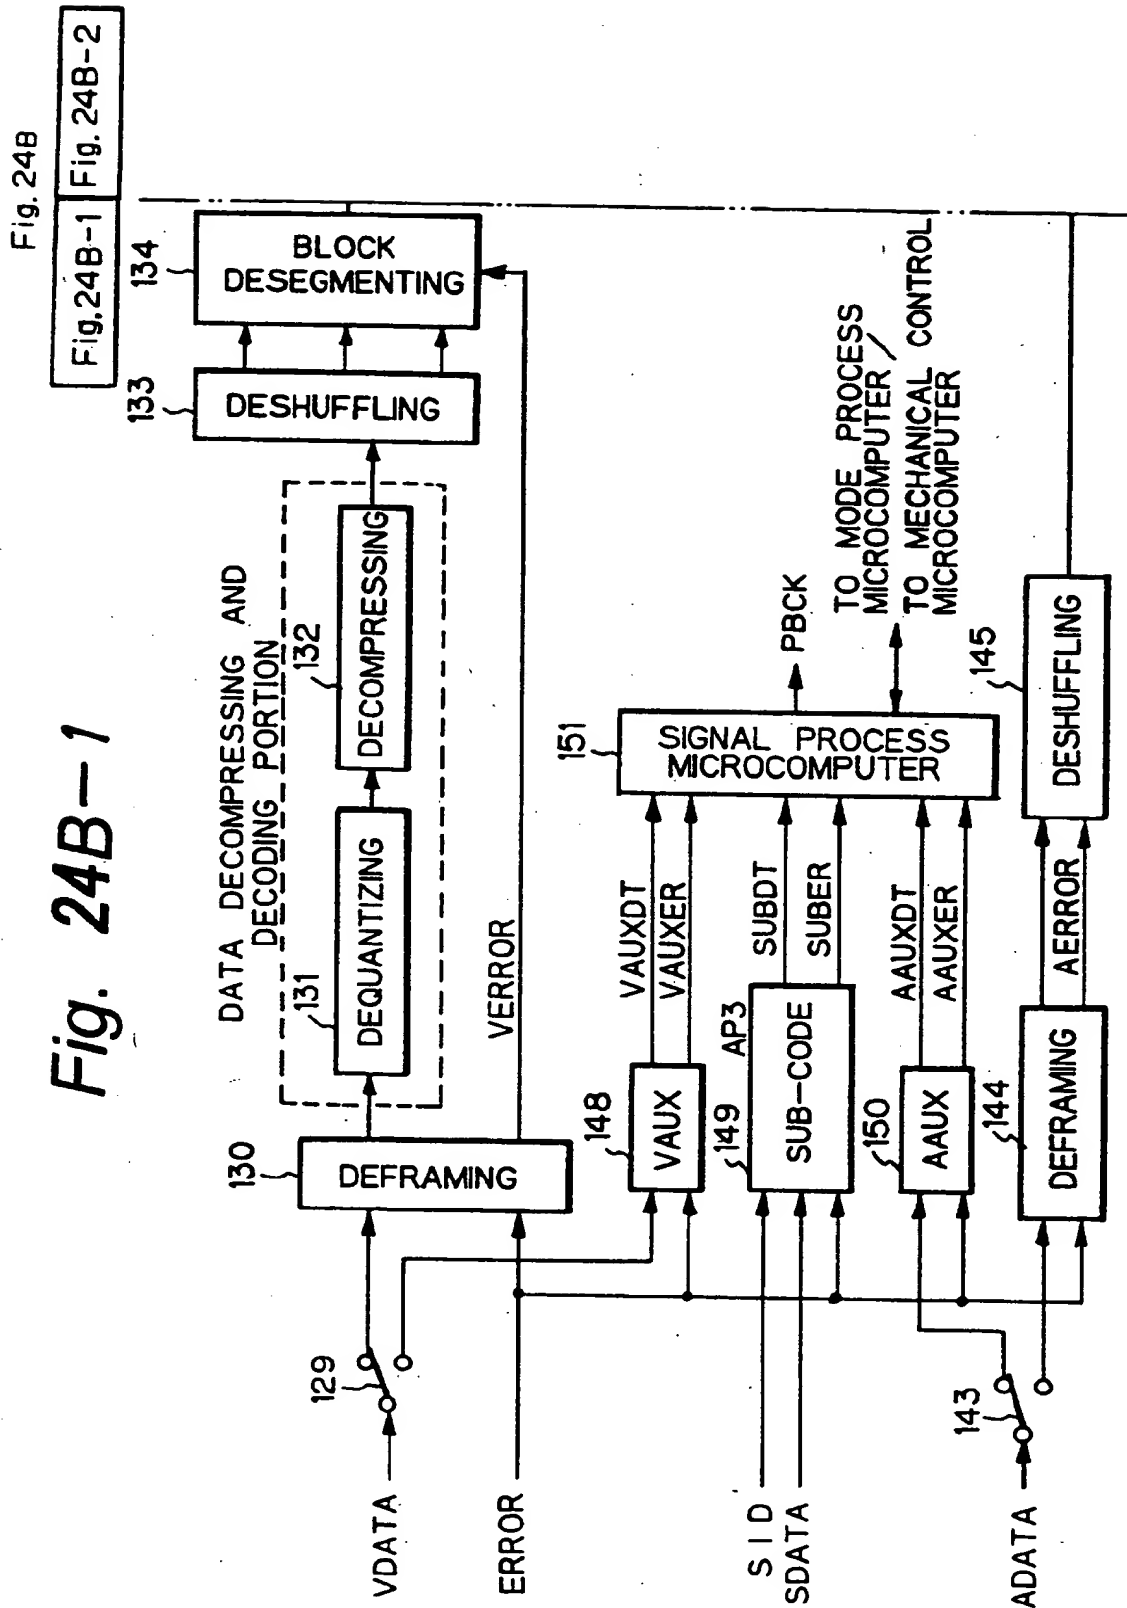 Fig. 24B-1
Fig. 24B
Fig. 24B-1
Fig. 24B-2
DATA DECOMPRESSING AND
DECODING PORTION
130
DEFRAMING
131
DEQUANTIZING
132
DECOMPRESSING
133
DESHUFFLING
134
BLOCK
DESEGMENTING
129
VDATA
ERROR
VERROR
148
VAUX
VAUXDT
VAUXER
151
SIGNAL PROCESS
MICROCOMPUTER
PBCK
SID
SDATA
149
AP3
SUB-CODE
SUBDT
SUBER
TO MODE PROCESS
MICROCOMPUTER /
TO MECHANICAL CONTROL
MICROCOMPUTER
150
AAUX
AAUXDT
AAUXER
143
ADATA
144
DEFRAMING
AERROR
145
DESHUFFLING